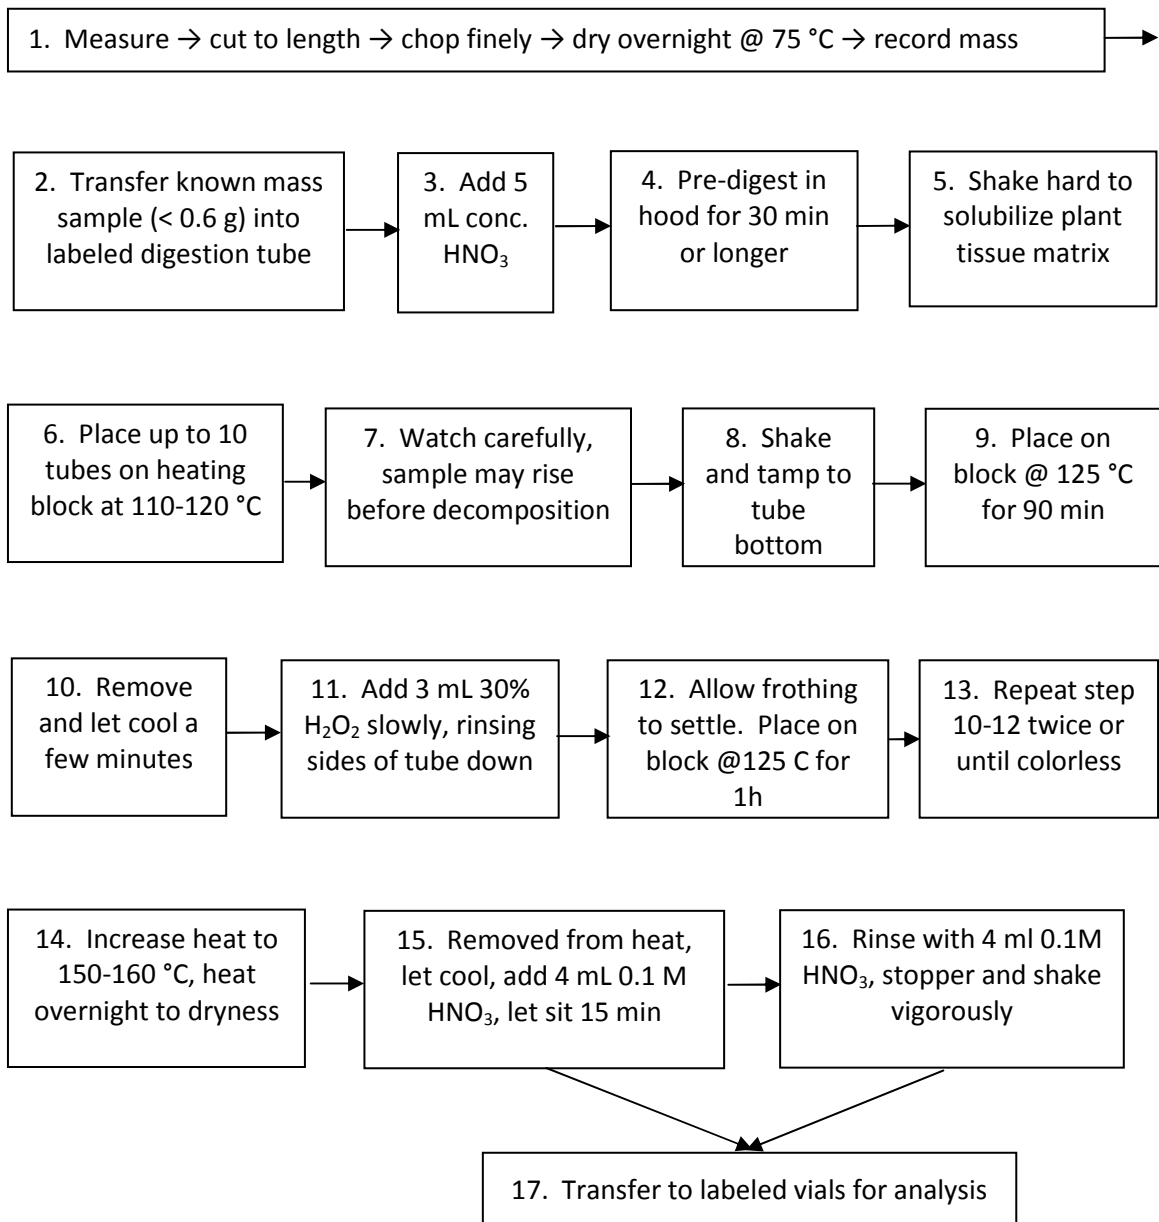 1. Measure → cut to length → chop finely → dry overnight @ 75 °C → record mass
2. Transfer known mass
sample (< 0.6 g) into
labeled digestion tube
3. Add 5
mL conc.
HNO₃
4. Pre-digest in
hood for 30 min
or longer
5. Shake hard to
solubilize plant
tissue matrix
6. Place up to 10
tubes on heating
block at 110-120 °C
7. Watch carefully,
sample may rise
before decomposition
8. Shake
and tamp to
tube
bottom
9. Place on
block @ 125 °C
for 90 min
10. Remove
and let cool a
few minutes
11. Add 3 mL 30%
H₂O₂ slowly, rinsing
sides of tube down
12. Allow frothing
to settle. Place on
block @125 C for
1h
13. Repeat step
10-12 twice or
until colorless
14. Increase heat to
150-160 °C, heat
overnight to dryness
15. Removed from heat,
let cool, add 4 mL 0.1 M
HNO₃, let sit 15 min
16. Rinse with 4 ml 0.1M
HNO₃, stopper and shake
vigorously
17. Transfer to labeled vials for analysis